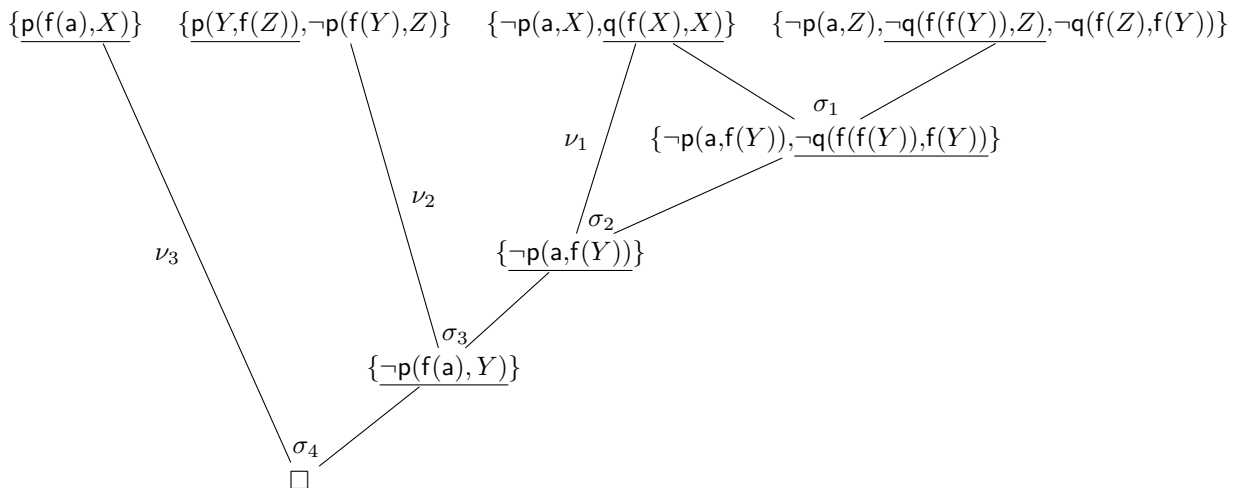 {p(f(a),X)} {p(Y,f(Z)),¬p(f(Y),Z)} {¬p(a,X),q(f(X),X)} {¬p(a,Z),¬q(f(f(Y)),Z),¬q(f(Z),f(Y))}
σ₁
ν₁ {¬p(a,f(Y)),¬q(f(f(Y)),f(Y))}
ν₂
σ₂
ν₃ {¬p(a,f(Y))}
σ₃
{¬p(f(a), Y)}
σ₄
□